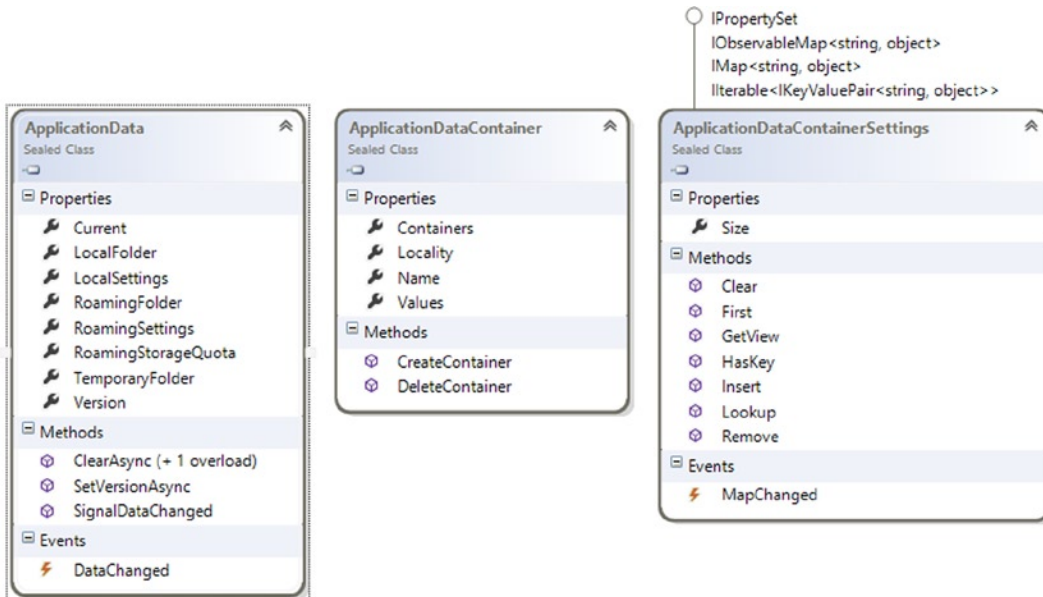 IPropertySet
IObservableMap<string, object>
IMap<string, object>
IIterable<IKeyValuePair<string, object>>
ApplicationData
Sealed Class
Properties
Current
LocalFolder
LocalSettings
RoamingFolder
RoamingSettings
RoamingStorageQuota
TemporaryFolder
Version
Methods
ClearAsync (+ 1 overload)
SetVersionAsync
SignalDataChanged
Events
DataChanged
ApplicationDataContainer
Sealed Class
Properties
Containers
Locality
Name
Values
Methods
CreateContainer
DeleteContainer
ApplicationDataContainerSettings
Sealed Class
Properties
Size
Methods
Clear
First
GetView
HasKey
Insert
Lookup
Remove
Events
MapChanged